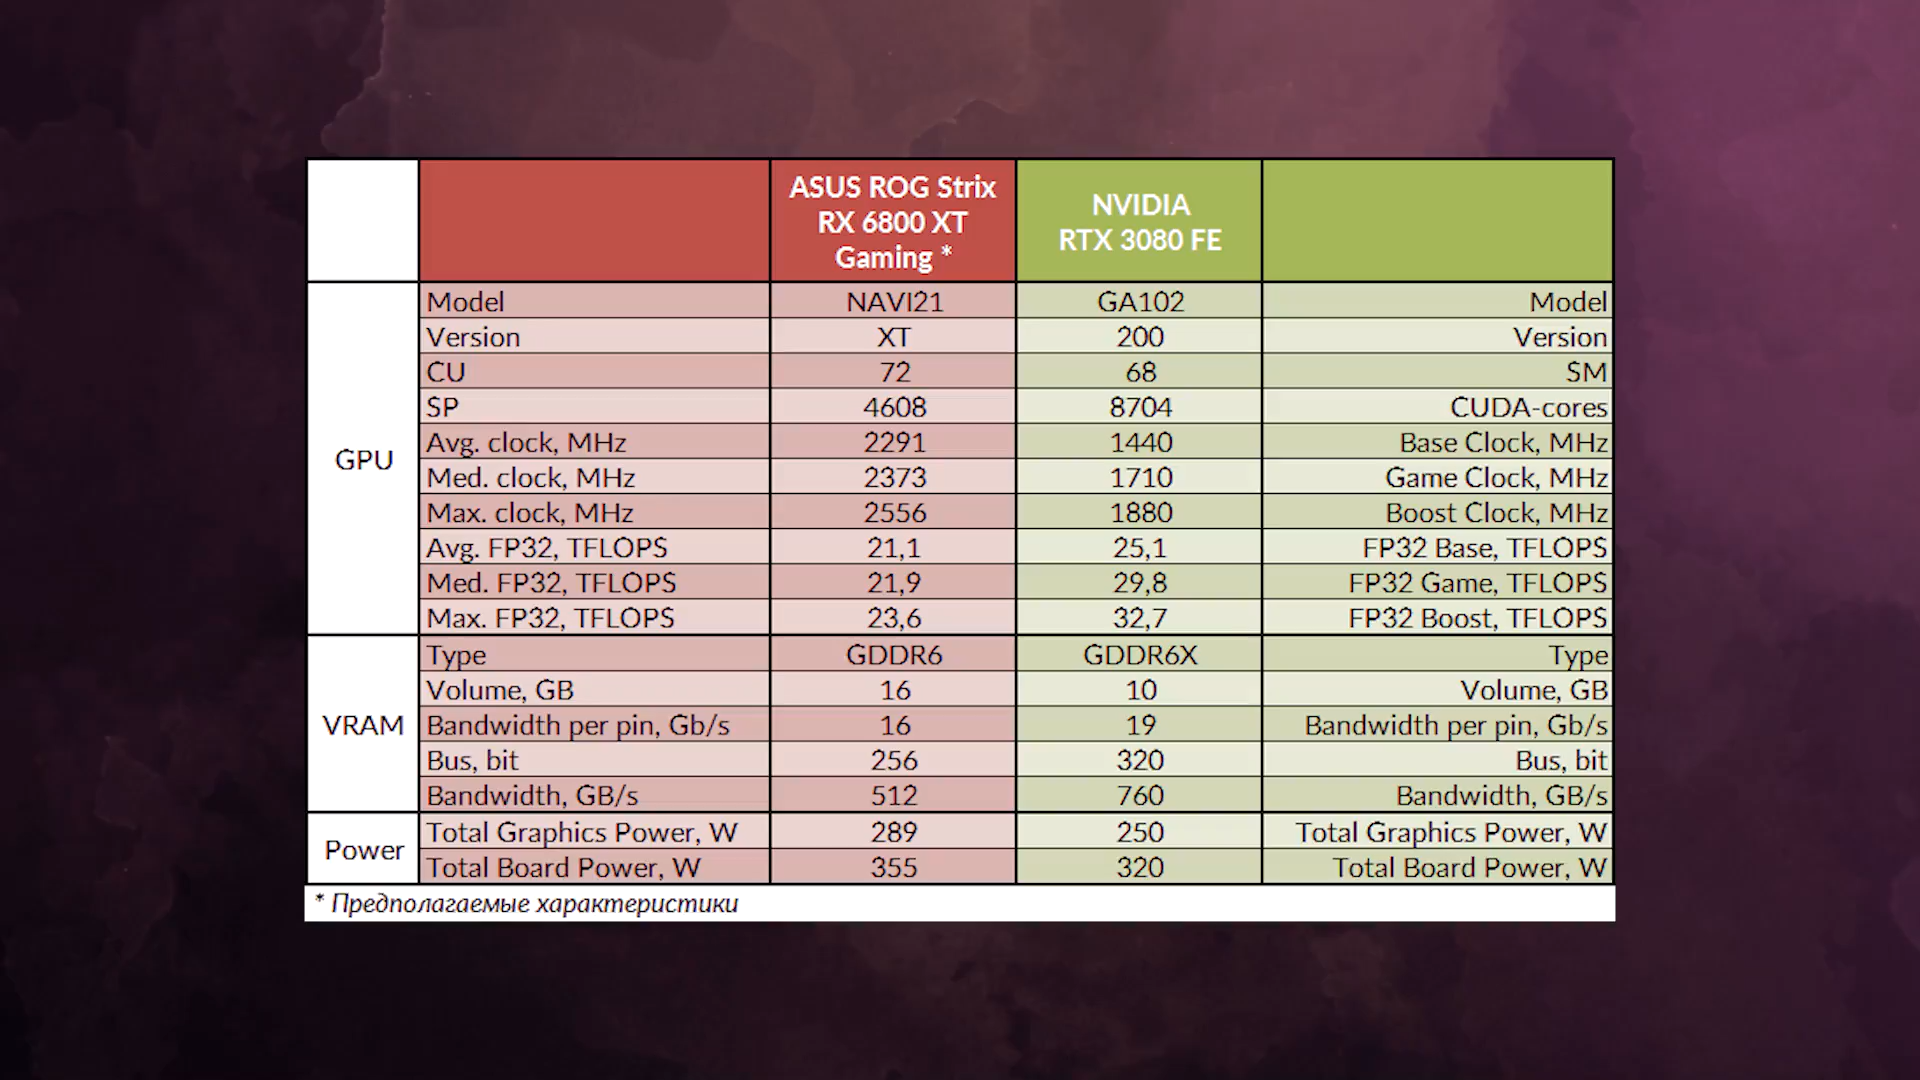 ASUS ROG Strix
RX 6800 XT
Gaming *
NVIDIA
RTX 3080 FE
GPU
Model NAVI21 GA102 Model
Version XT 200 Version
CU 72 68 SM
SP 4608 8704 CUDA-cores
Avg. clock, MHz 2291 1440 Base Clock, MHz
Med. clock, MHz 2373 1710 Game Clock, MHz
Max. clock, MHz 2556 1880 Boost Clock, MHz
Avg. FP32, TFLOPS 21,1 25,1 FP32 Base, TFLOPS
Med. FP32, TFLOPS 21,9 29,8 FP32 Game, TFLOPS
Max. FP32, TFLOPS 23,6 32,7 FP32 Boost, TFLOPS
VRAM
Type GDDR6 GDDR6X Type
Volume, GB 16 10 Volume, GB
Bandwidth per pin, Gb/s 16 19 Bandwidth per pin, Gb/s
Bus, bit 256 320 Bus, bit
Bandwidth, GB/s 512 760 Bandwidth, GB/s
Power
Total Graphics Power, W 289 250 Total Graphics Power, W
Total Board Power, W 355 320 Total Board Power, W
* Предполагаемые характеристики